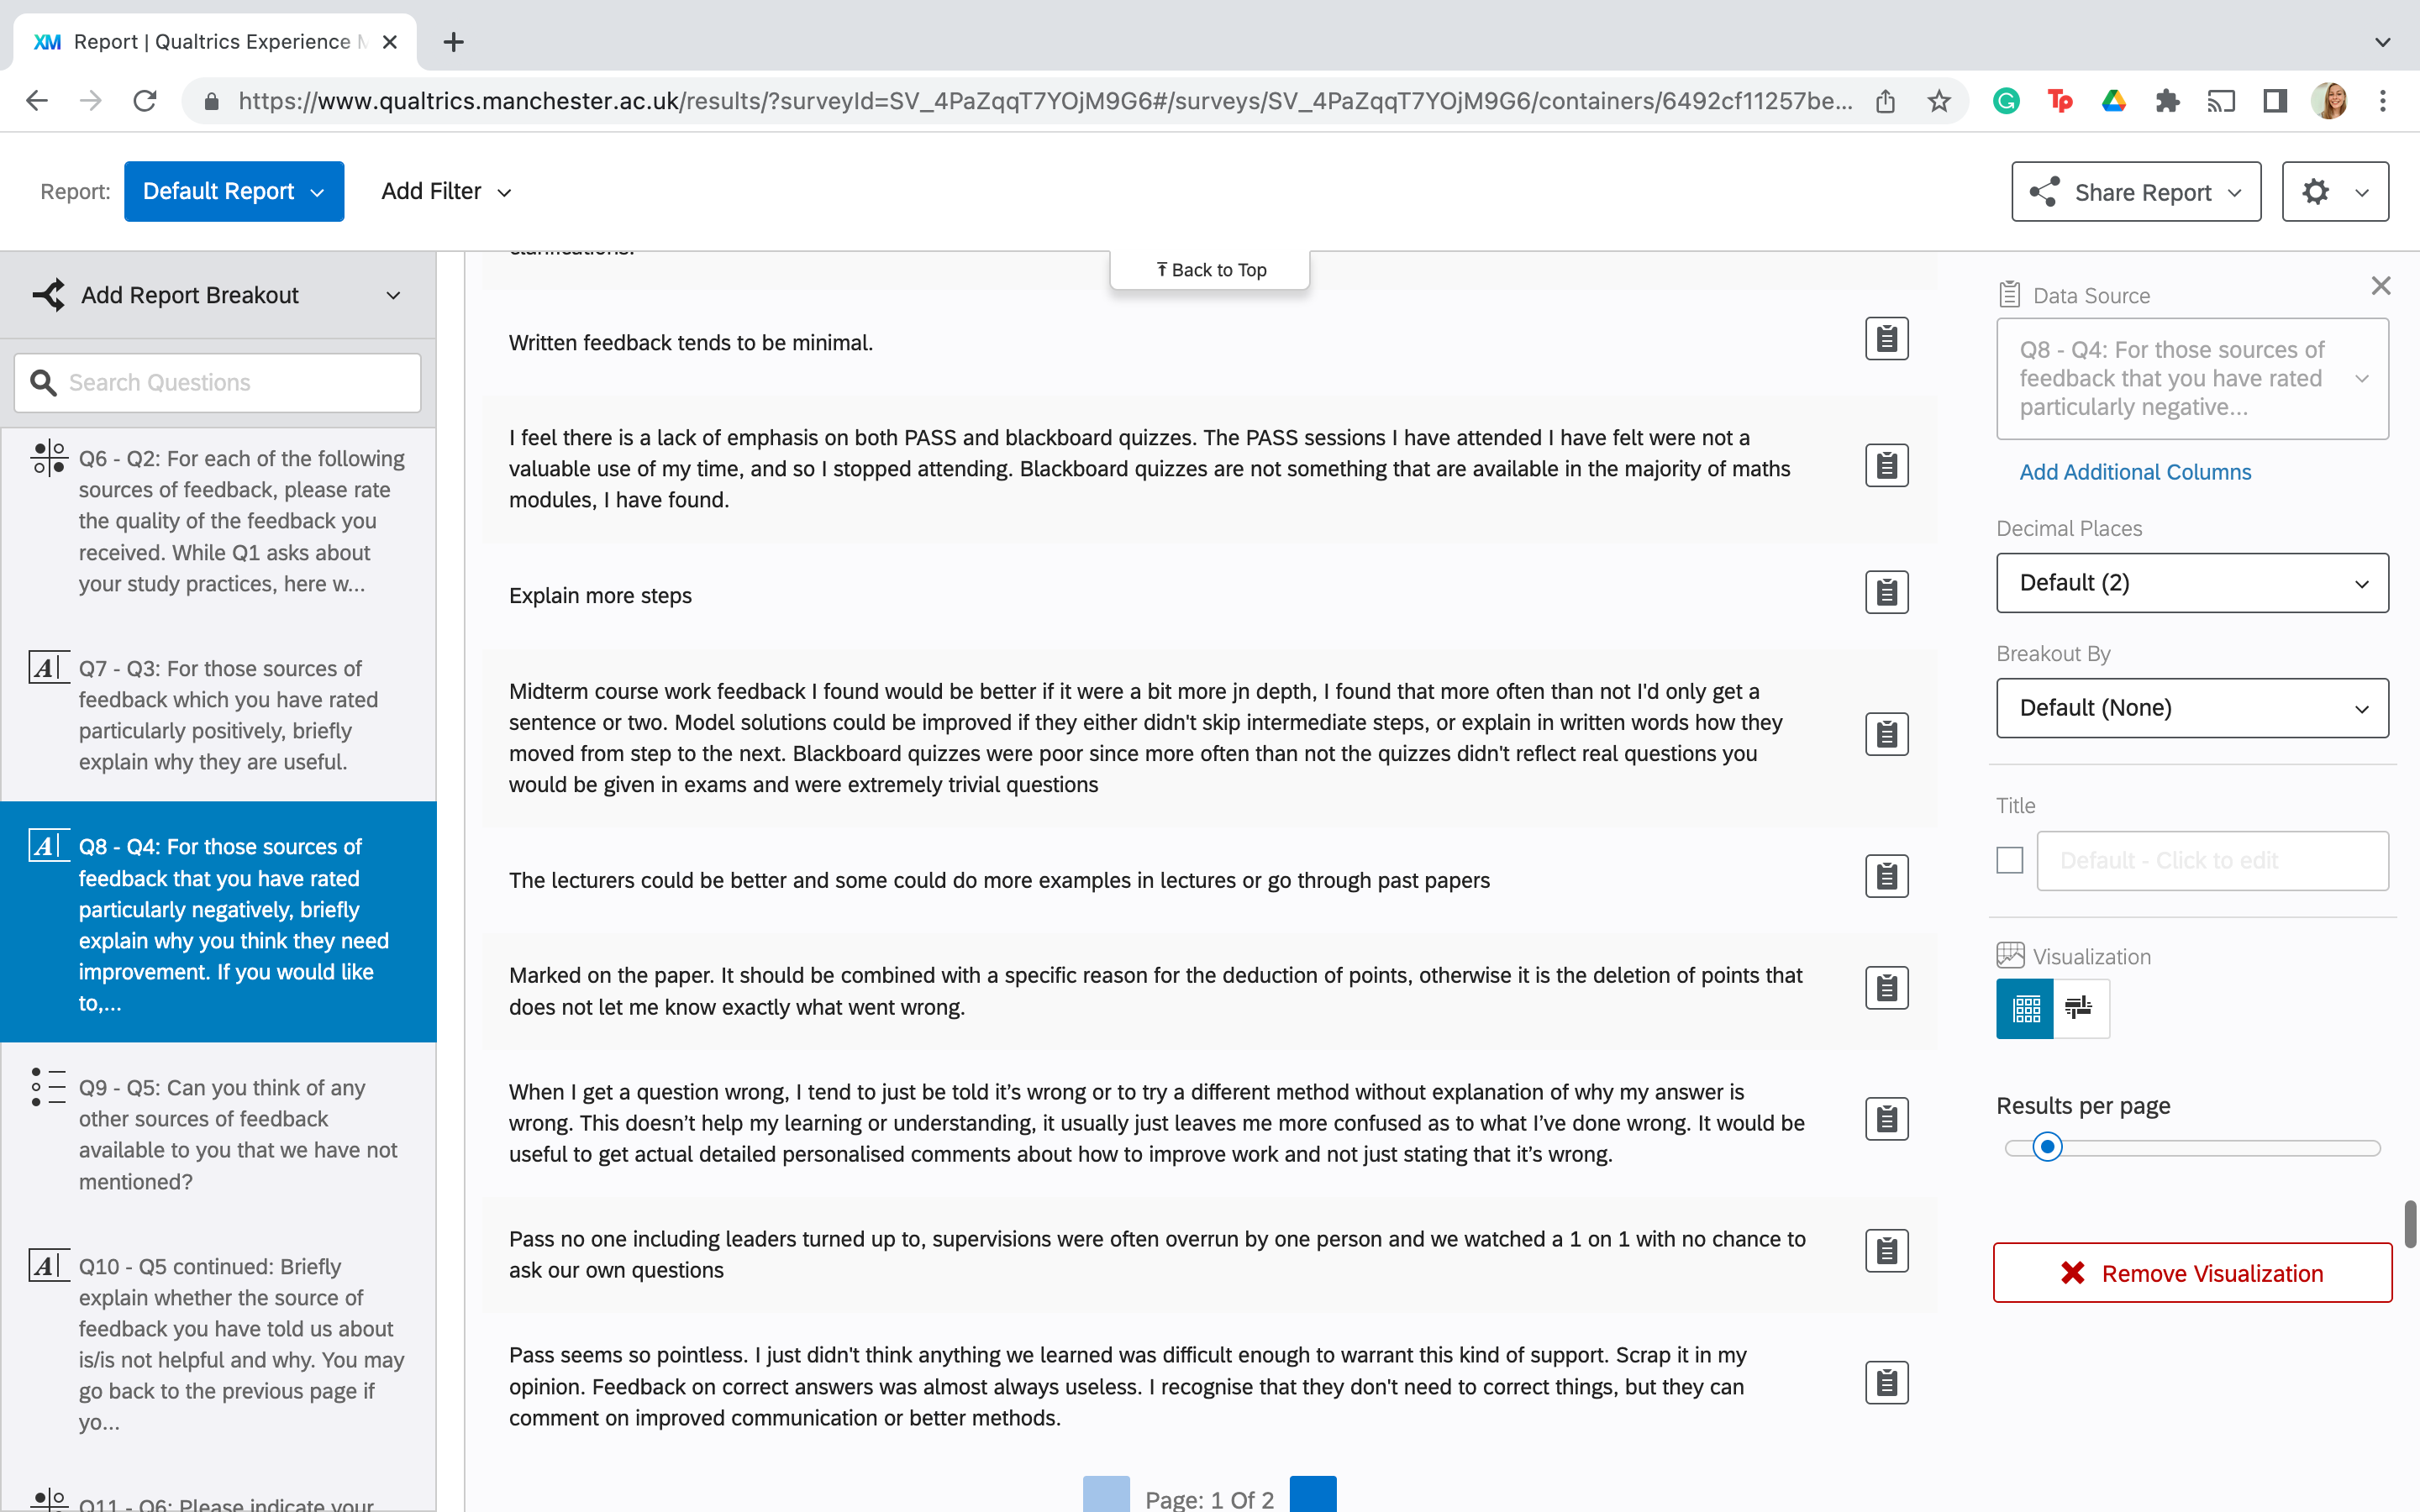 Report | Qualtrics Experience M
https://www.qualtrics.manchester.ac.uk/results/?surveyId=SV_4PaZqqT7YOjM9G6#/surveys/SV_4PaZqqT7YOjM9G6/containers/6492cf11257be...
Report:
Default Report
Add Filter
Share Report
Add Report Breakout
Search Questions
Q6 - Q2: For each of the following
sources of feedback, please rate
the quality of the feedback you
received. While Q1 asks about
your study practices, here w...
Q7 - Q3: For those sources of
feedback which you have rated
particularly positively, briefly
explain why they are useful.
Q8 - Q4: For those sources of
feedback that you have rated
particularly negatively, briefly
explain why you think they need
improvement. If you would like
to,...
Q9 - Q5: Can you think of any
other sources of feedback
available to you that we have not
mentioned?
Q10 - Q5 continued: Briefly
explain whether the source of
feedback you have told us about
is/is not helpful and why. You may
go back to the previous page if
yo...
Q11 - Q6: Please indicate your
clarifications.
Back to Top
Written feedback tends to be minimal.
I feel there is a lack of emphasis on both PASS and blackboard quizzes. The PASS sessions I have attended I have felt were not a
valuable use of my time, and so I stopped attending. Blackboard quizzes are not something that are available in the majority of maths
modules, I have found.
Explain more steps
Midterm course work feedback I found would be better if it were a bit more jn depth, I found that more often than not I'd only get a
sentence or two. Model solutions could be improved if they either didn't skip intermediate steps, or explain in written words how they
moved from step to the next. Blackboard quizzes were poor since more often than not the quizzes didn't reflect real questions you
would be given in exams and were extremely trivial questions
The lecturers could be better and some could do more examples in lectures or go through past papers
Marked on the paper. It should be combined with a specific reason for the deduction of points, otherwise it is the deletion of points that
does not let me know exactly what went wrong.
When I get a question wrong, I tend to just be told it’s wrong or to try a different method without explanation of why my answer is
wrong. This doesn’t help my learning or understanding, it usually just leaves me more confused as to what I’ve done wrong. It would be
useful to get actual detailed personalised comments about how to improve work and not just stating that it’s wrong.
Pass no one including leaders turned up to, supervisions were often overrun by one person and we watched a 1 on 1 with no chance to
ask our own questions
Pass seems so pointless. I just didn't think anything we learned was difficult enough to warrant this kind of support. Scrap it in my
opinion. Feedback on correct answers was almost always useless. I recognise that they don't need to correct things, but they can
comment on improved communication or better methods.
Page: 1 Of 2
Data Source
Q8 - Q4: For those sources of
feedback that you have rated
particularly negative...
Add Additional Columns
Decimal Places
Default (2)
Breakout By
Default (None)
Title
Default - Click to edit
Visualization
Results per page
Remove Visualization